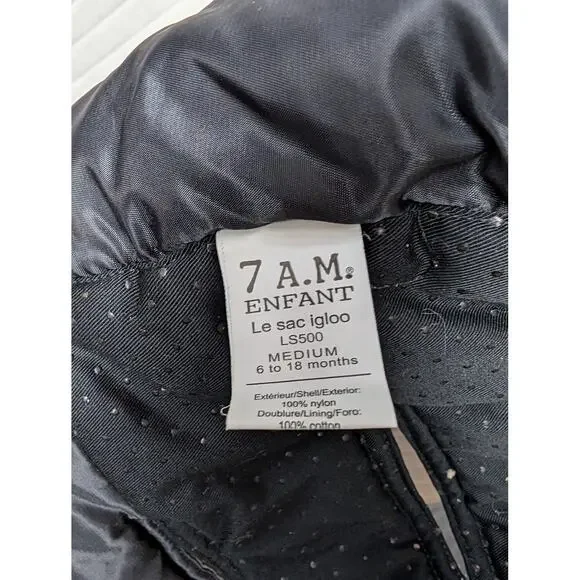 7 A.M.®
ENFANT
Le sac igloo
LS500
MEDIUM
6 to 18 months
Extérieur/Shell/Exterior:
100% nylon
Doublure/Lining/Foro:
100% cotton